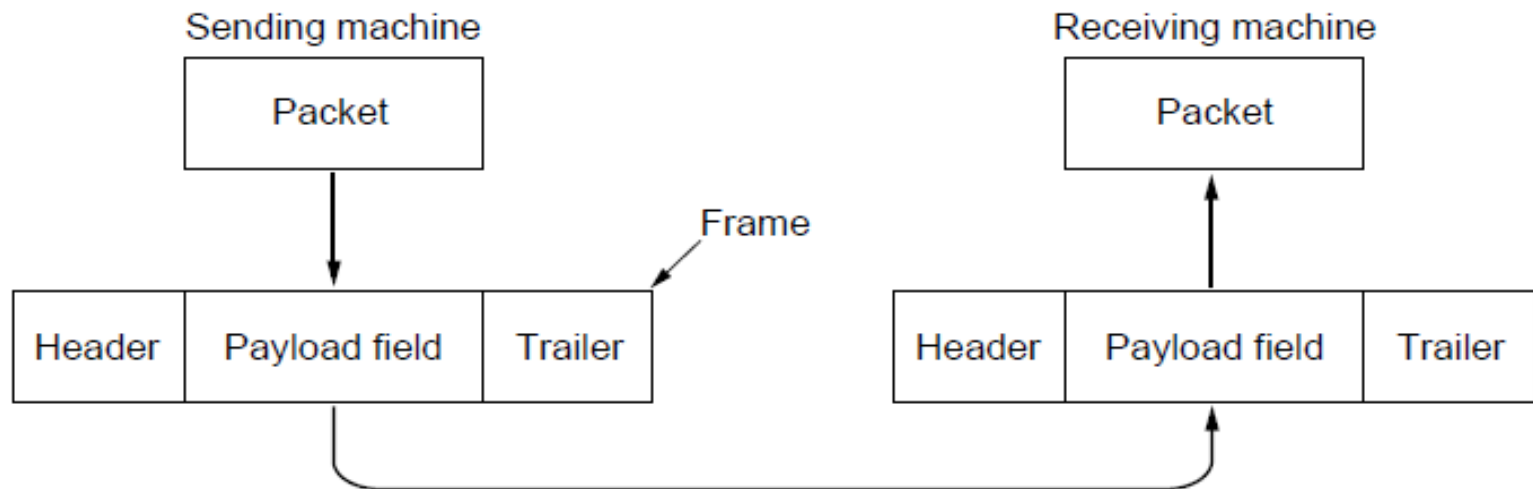 Sending machine
Receiving machine
Packet
Packet
Frame
Header
Payload field
Trailer
Header
Payload field
Trailer